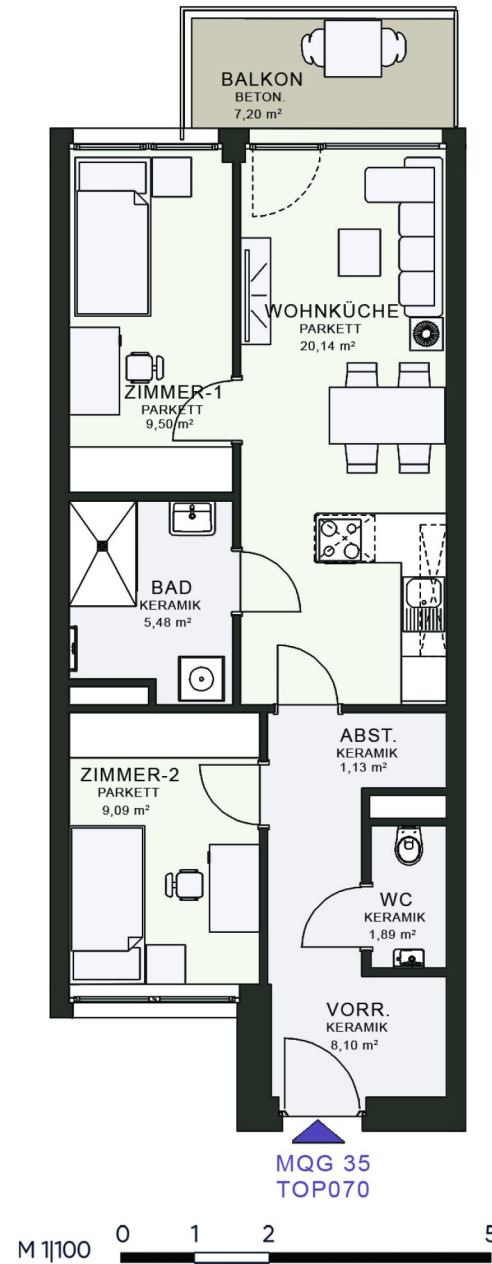 BALKON
BETON.
7,20 m²
WOHNKÜCHE
PARKETT
20,14 m²
ZIMMER-1
PARKETT
9,50 m²
BAD
KERAMIK
5,48 m²
ABST.
KERAMIK
1,13 m²
ZIMMER-2
PARKETT
9,09 m²
WC
KERAMIK
1,89 m²
VORR.
KERAMIK
8,10 m²
MQG 35
TOP070
M 1|100 0 1 2 5